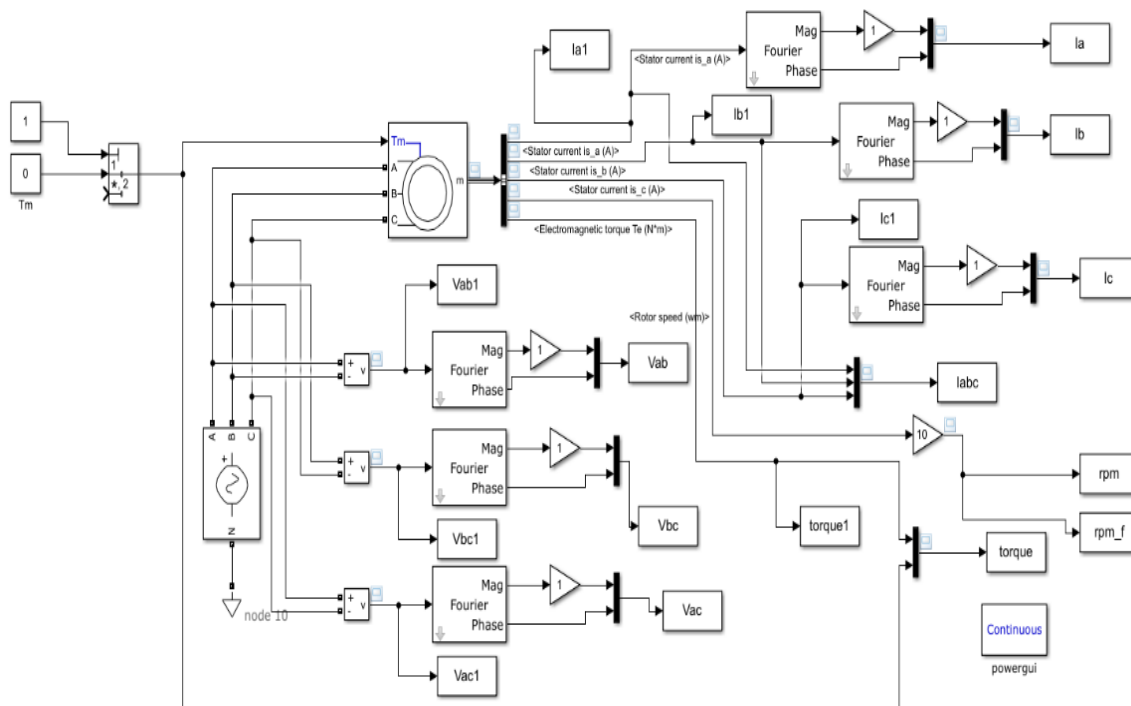 Mag
Fourier
Phase
1
Ia
Ia1
<Stator current is_a (A)>
Ib1
Mag
Fourier
Phase
1
Ib
1
0
Tm
1
*, 2
Tm
A
B
C
m
<Stator current is_a (A)>
<Stator current is_b (A)>
<Stator current is_c (A)>
<Electromagnetic torque Te (N*m)>
Ic1
Mag
Fourier
Phase
1
Ic
Vab1
<Rotor speed (wm)>
+
-
v
Mag
Fourier
Phase
1
Vab
Iabc
A
B
C
+
N
node 10
+
-
v
Mag
Fourier
Phase
1
Vbc
Vbc1
10
rpm
rpm_f
torque1
torque
+
-
v
Mag
Fourier
Phase
1
Vac
Vac1
Continuous
powergui